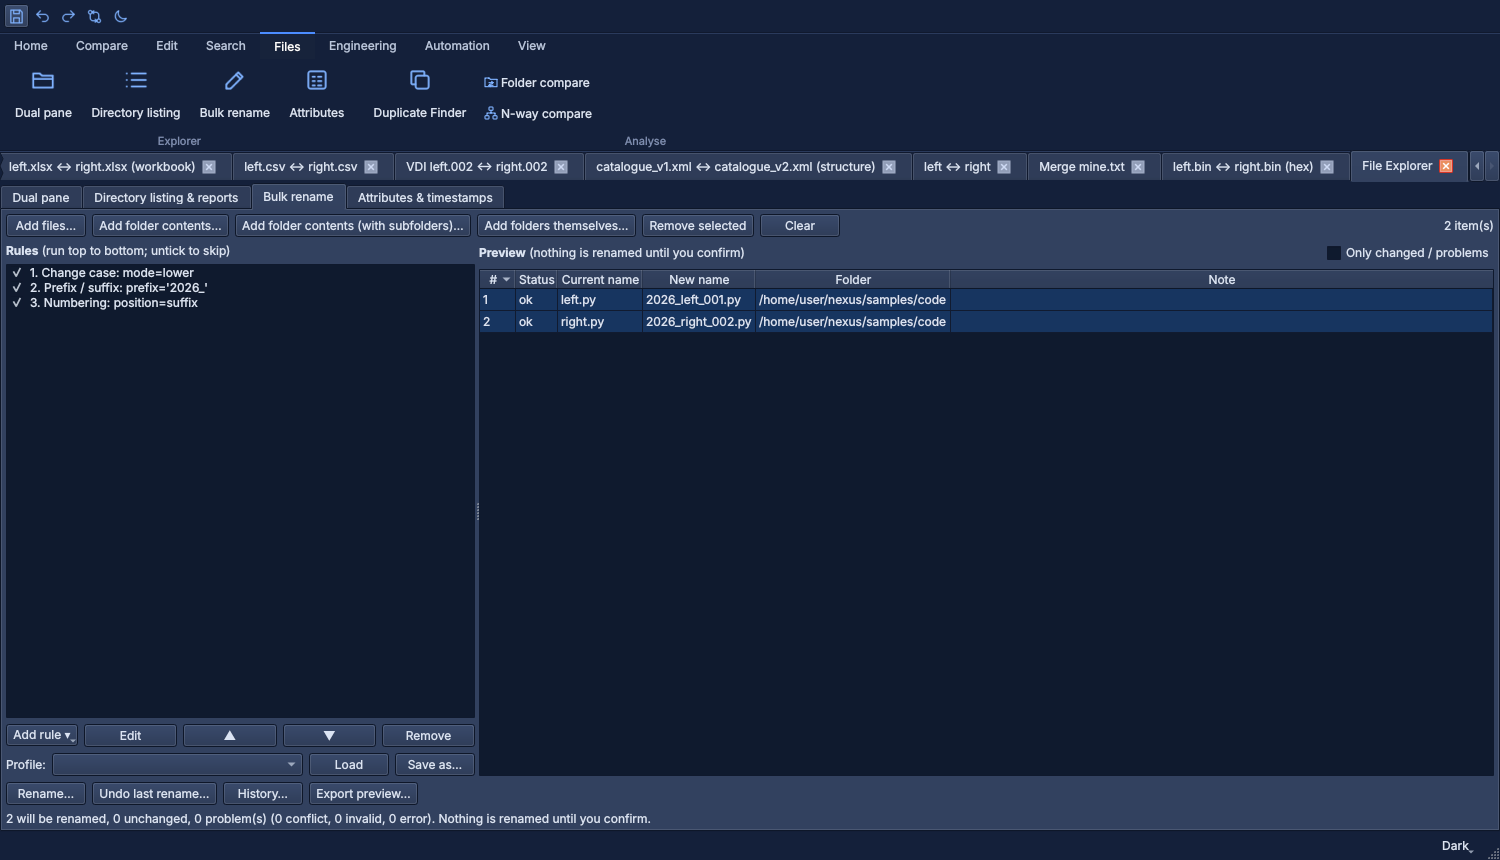 Home Compare Edit Search Files Engineering Automation View
Dual pane Directory listing Bulk rename Attributes Duplicate Finder
Folder compare
N-way compare
Explorer Analyse
left.xlsx ↔ right.xlsx (workbook) left.csv ↔ right.csv VDI left.002 ↔ right.002 catalogue_v1.xml ↔ catalogue_v2.xml (structure) left ↔ right Merge mine.txt left.bin ↔ right.bin (hex) File Explorer
Dual pane Directory listing & reports Bulk rename Attributes & timestamps
Add files... Add folder contents... Add folder contents (with subfolders)... Add folders themselves... Remove selected Clear 2 item(s)
Rules (run top to bottom; untick to skip)
✓ 1. Change case: mode=lower
✓ 2. Prefix / suffix: prefix='2026_'
✓ 3. Numbering: position=suffix
Preview (nothing is renamed until you confirm) Only changed / problems
# Status Current name New name Folder Note
1 ok left.py 2026_left_001.py /home/user/nexus/samples/code
2 ok right.py 2026_right_002.py /home/user/nexus/samples/code
Add rule ▾ Edit ▲ ▼ Remove
Profile: Load Save as...
Rename... Undo last rename... History... Export preview...
2 will be renamed, 0 unchanged, 0 problem(s) (0 conflict, 0 invalid, 0 error). Nothing is renamed until you confirm.
Dark